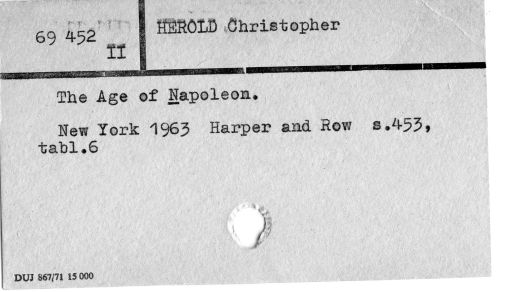 69 452
II
HEROLD Christopher
The Age of Napoleon.
New York 1963 Harper and Row s.453,
tabl.6
DUJ 867/71 15 000